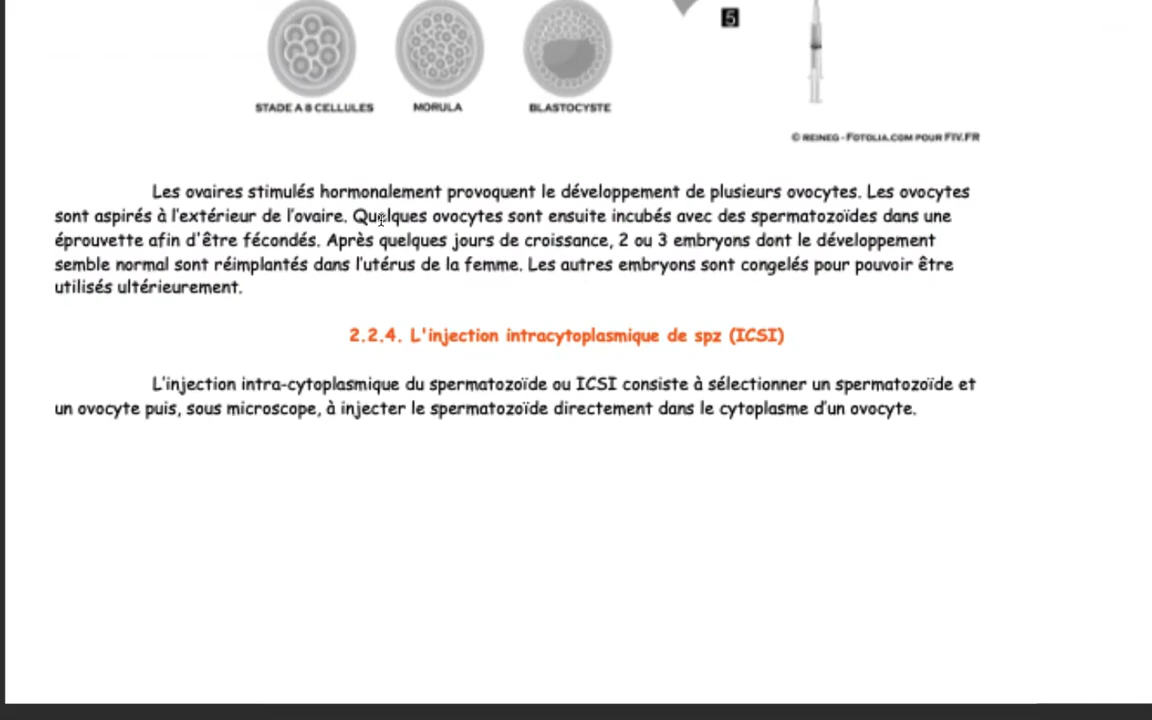 5
STADE A 8 CELLULES MORULA BLASTOCYSTE
© REINEG - FOTOLIA.COM POUR FIV.FR
Les ovaires stimulés hormonalement provoquent le développement de plusieurs ovocytes. Les ovocytes
sont aspirés à l'extérieur de l'ovaire. Quelques ovocytes sont ensuite incubés avec des spermatozoïdes dans une
éprouvette afin d'être fécondés. Après quelques jours de croissance, 2 ou 3 embryons dont le développement
semble normal sont réimplantés dans l'utérus de la femme. Les autres embryons sont congelés pour pouvoir être
utilisés ultérieurement.
2.2.4. L'injection intracytoplasmique de spz (ICSI)
L'injection intra-cytoplasmique du spermatozoïde ou ICSI consiste à sélectionner un spermatozoïde et
un ovocyte puis, sous microscope, à injecter le spermatozoïde directement dans le cytoplasme d'un ovocyte.